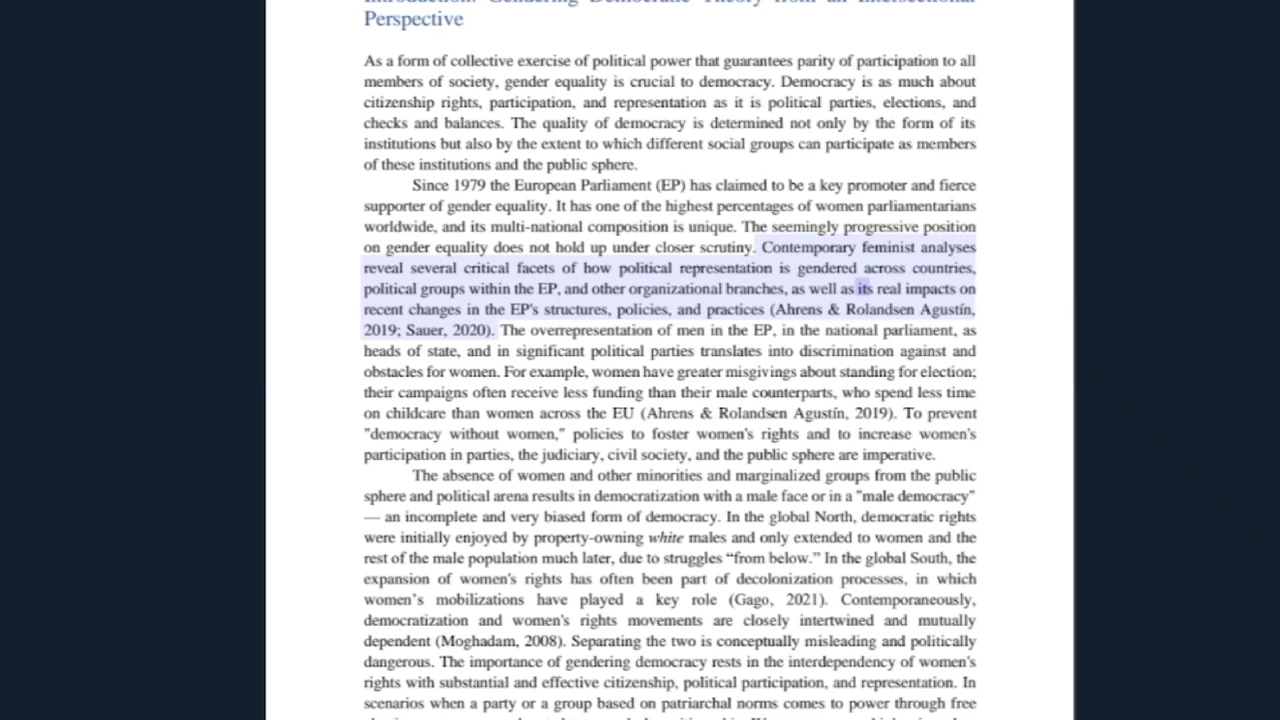 Introduction: Gendering Democratic Theory from an Intersectional
Perspective
As a form of collective exercise of political power that guarantees parity of participation to all
members of society, gender equality is crucial to democracy. Democracy is as much about
citizenship rights, participation, and representation as it is political parties, elections, and
checks and balances. The quality of democracy is determined not only by the form of its
institutions but also by the extent to which different social groups can participate as members
of these institutions and the public sphere.
Since 1979 the European Parliament (EP) has claimed to be a key promoter and fierce
supporter of gender equality. It has one of the highest percentages of women parliamentarians
worldwide, and its multi-national composition is unique. The seemingly progressive position
on gender equality does not hold up under closer scrutiny. Contemporary feminist analyses
reveal several critical facets of how political representation is gendered across countries,
political groups within the EP, and other organizational branches, as well as its real impacts on
recent changes in the EP's structures, policies, and practices (Ahrens & Rolandsen Agustín,
2019; Sauer, 2020). The overrepresentation of men in the EP, in the national parliament, as
heads of state, and in significant political parties translates into discrimination against and
obstacles for women. For example, women have greater misgivings about standing for election;
their campaigns often receive less funding than their male counterparts, who spend less time
on childcare than women across the EU (Ahrens & Rolandsen Agustín, 2019). To prevent
"democracy without women," policies to foster women's rights and to increase women's
participation in parties, the judiciary, civil society, and the public sphere are imperative.
The absence of women and other minorities and marginalized groups from the public
sphere and political arena results in democratization with a male face or in a "male democracy"
— an incomplete and very biased form of democracy. In the global North, democratic rights
were initially enjoyed by property-owning white males and only extended to women and the
rest of the male population much later, due to struggles “from below.” In the global South, the
expansion of women's rights has often been part of decolonization processes, in which
women’s mobilizations have played a key role (Gago, 2021). Contemporaneously,
democratization and women's rights movements are closely intertwined and mutually
dependent (Moghadam, 2008). Separating the two is conceptually misleading and politically
dangerous. The importance of gendering democracy rests in the interdependency of women's
rights with substantial and effective citizenship, political participation, and representation. In
scenarios when a party or a group based on patriarchal norms comes to power through free